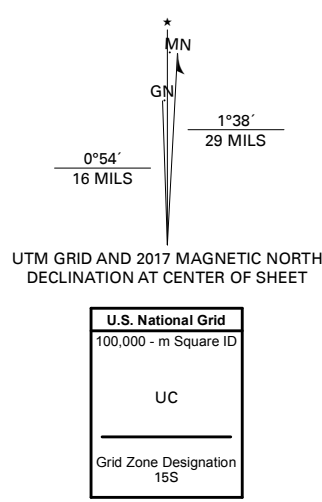 ★
MN
GN
1°38´
29 MILS
0°54´
16 MILS
UTM GRID AND 2017 MAGNETIC NORTH
DECLINATION AT CENTER OF SHEET
U.S. National Grid
100,000 - m Square ID
UC
Grid Zone Designation
15S